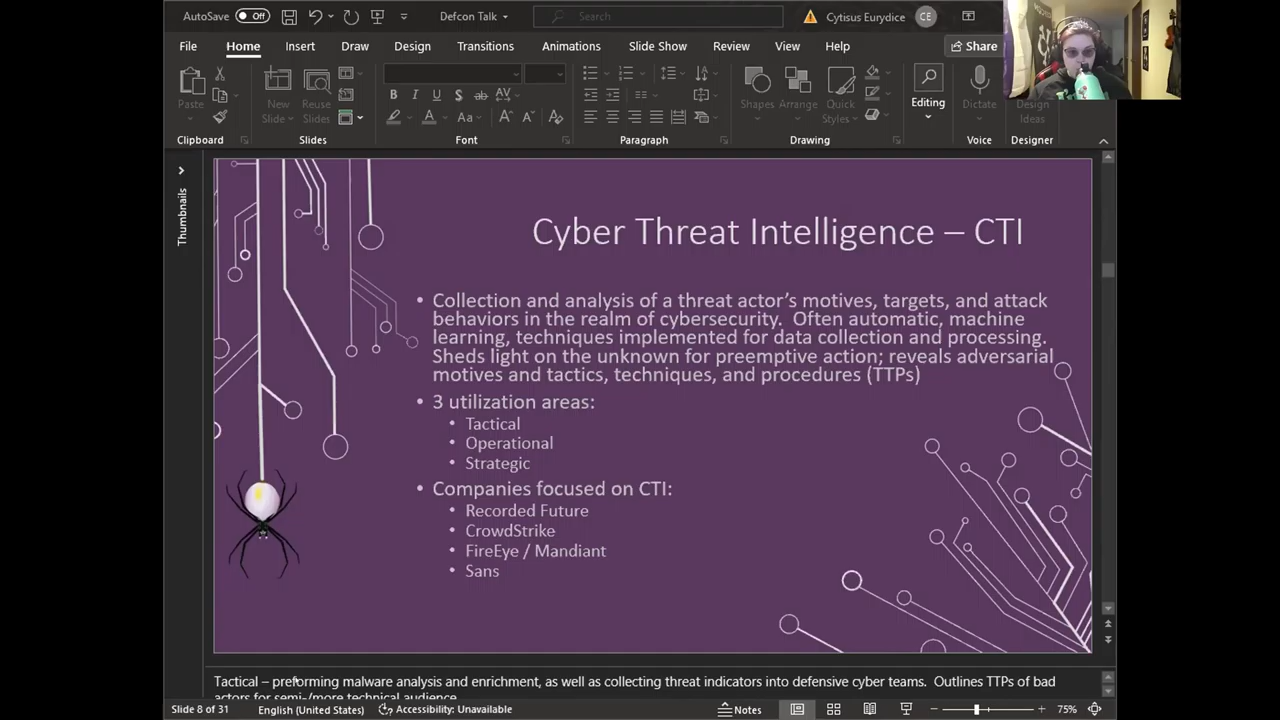 AutoSave Off Defcon Talk Search Cytisus Eurydice CE
File Home Insert Draw Design Transitions Animations Slide Show Review View Help Share
Paste New Slide Reuse Slides Shapes Arrange Quick Styles Editing Dictate Design Ideas
Clipboard Slides Font Paragraph Drawing Voice Designer
Thumbnails
Cyber Threat Intelligence – CTI
• Collection and analysis of a threat actor’s motives, targets, and attack
behaviors in the realm of cybersecurity. Often automatic, machine
learning, techniques implemented for data collection and processing.
Sheds light on the unknown for preemptive action; reveals adversarial
motives and tactics, techniques, and procedures (TTPs)
• 3 utilization areas:
• Tactical
• Operational
• Strategic
• Companies focused on CTI:
• Recorded Future
• CrowdStrike
• FireEye / Mandiant
• Sans
Tactical – preforming malware analysis and enrichment, as well as collecting threat indicators into defensive cyber teams. Outlines TTPs of bad
actors for semi-/more technical audience
Slide 8 of 31 English (United States) Accessibility: Unavailable Notes 75%